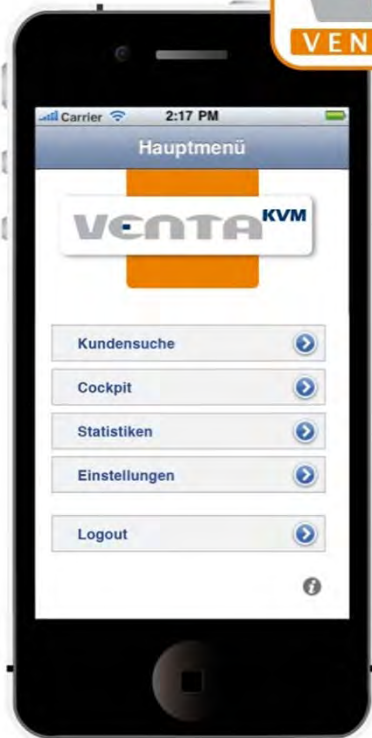 VEN
Carrier 2:17 PM
Hauptmenü
VENTA KVM
Kundensuche
Cockpit
Statistiken
Einstellungen
Logout